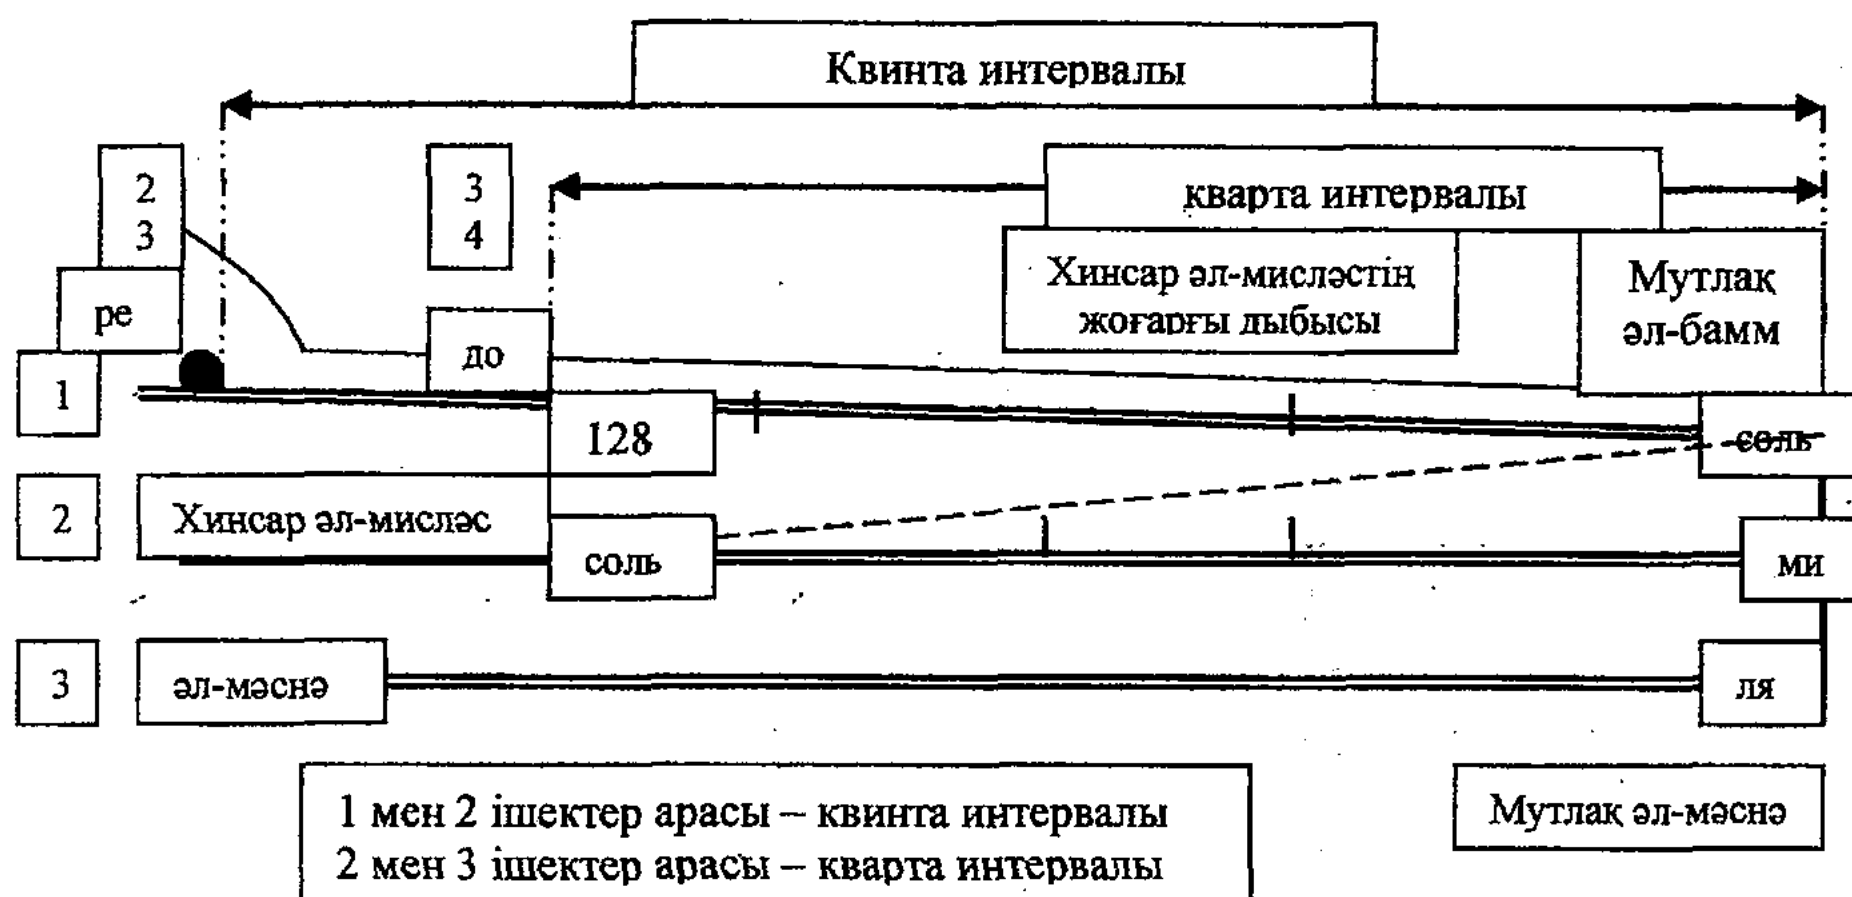 Квинта интервалы
2
3
3
4
кварта интервалы
Хинсар әл-мисләстің
жоғарғы дыбысы
Мутлақ
әл-бамм
ре
до
1
128
соль
2
Хинсар әл-мисләс
соль
ми
3
әл-мәснә
ля
1 мен 2 ішектер арасы – квинта интервалы
2 мен 3 ішектер арасы – кварта интервалы
Мутлақ әл-мәснә